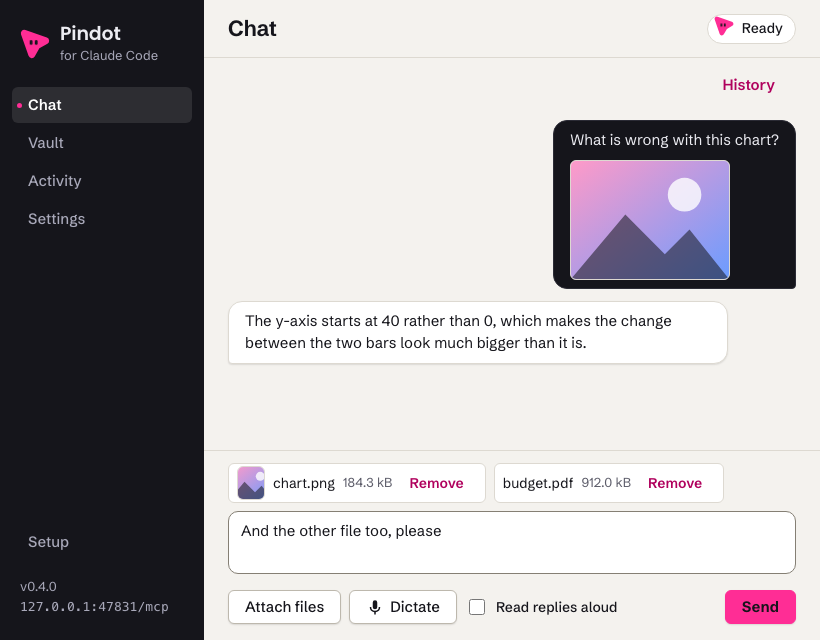 Pindot
for Claude Code
Chat
Vault
Activity
Settings
Setup
v0.4.0
127.0.0.1:47831/mcp
Chat
Ready
History
What is wrong with this chart?
The y-axis starts at 40 rather than 0, which makes the change
between the two bars look much bigger than it is.
chart.png 184.3 kB Remove
budget.pdf 912.0 kB Remove
And the other file too, please
Attach files
Dictate
Read replies aloud
Send